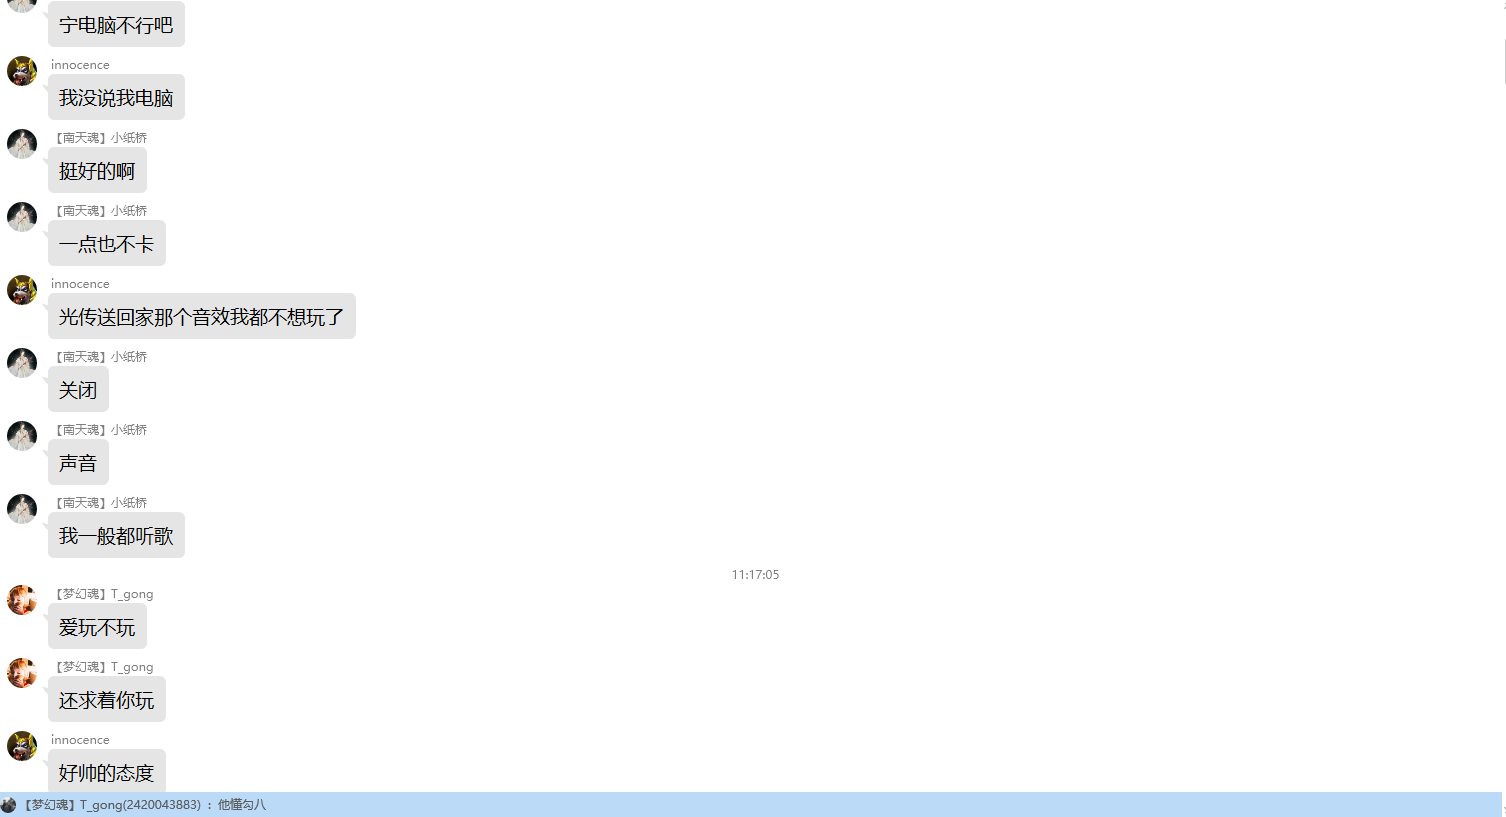 宁电脑不行吧
innocence
我没说我电脑
【南天魂】小纸桥
挺好的啊
【南天魂】小纸桥
一点也不卡
innocence
光传送回家那个音效我都不想玩了
【南天魂】小纸桥
关闭
【南天魂】小纸桥
声音
【南天魂】小纸桥
我一般都听歌
11:17:05
【梦幻魂】T_gong
爱玩不玩
【梦幻魂】T_gong
还求着你玩
innocence
好帅的态度
【梦幻魂】T_gong(2420043883) ：他懂勾八